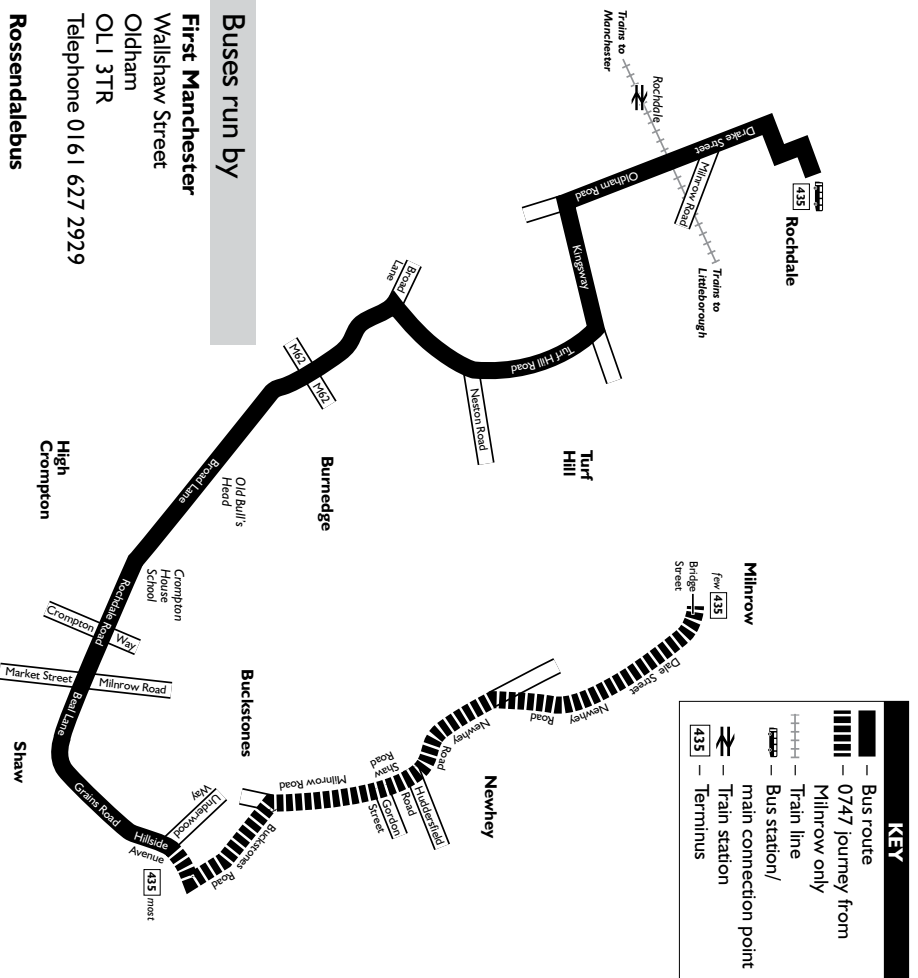 KEY
– Bus route
– 0747 journey from
Milnrow only
– Train line
– Bus station/
main connection point
– Train station
435 – Terminus
Rochdale
435
Drake Street
Milnrow Road
Rochdale
Trains to
Manchester
Trains to
Littleborough
Oldham Road
Kingsway
Turf Hill Road
Turf
Hill
Neston Road
Broad
Lane
M62
M62
Burnedge
Old Bull's
Head
Broad Lane
High
Crompton
Crompton
House
School
Rochdale Road
Crompton
Way
Market Street
Milnrow Road
Beal Lane
Shaw
Grains Road
Hillside
Avenue
435 most
Underwood
Way
Buckstones
Buckstones
Road
Milnrow Road
Shaw
Road
Gordon
Street
Huddersfield
Road
Newhey
Newhey
Road
Newhey
Road
Dale Street
Milnrow
few 435
Bridge
Street
Buses run by
First Manchester
Wallshaw Street
Oldham
OL1 3TR
Telephone 0161 627 2929
Rossendalebus